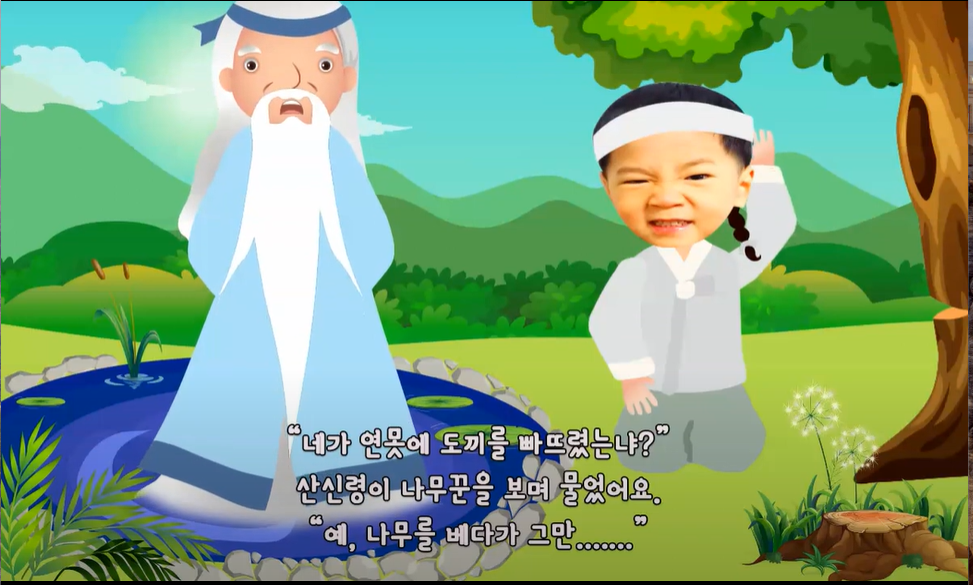 “네가 연못에 도끼를 빠뜨렸는냐?”
산신령이 나무꾼을 보며 물었어요.
“예, 나무를 베다가 그만.......”